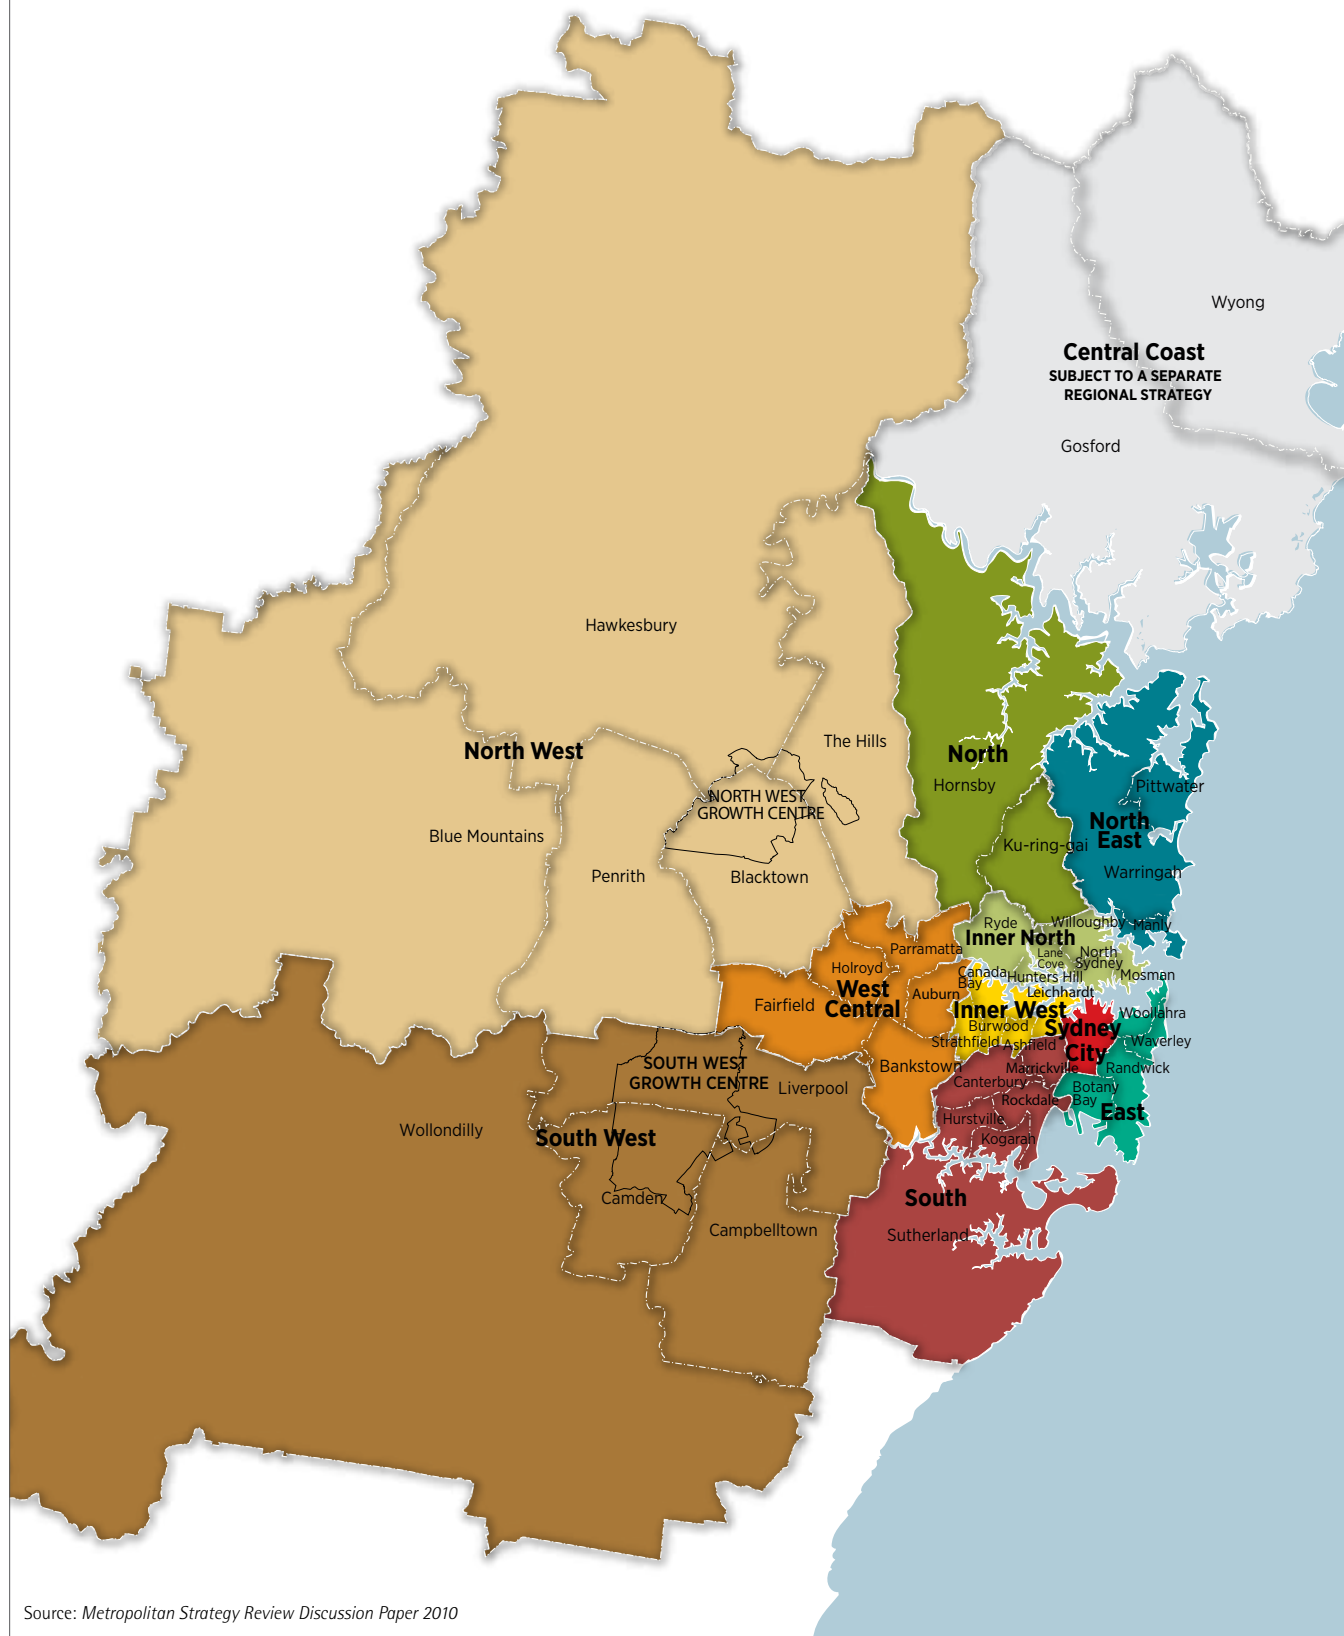 Wyong
Central Coast
SUBJECT TO A SEPARATE
REGIONAL STRATEGY
Gosford
Hawkesbury
The Hills
North West
North
Hornsby
Pittwater
NORTH WEST
GROWTH CENTRE
North
East
Blue Mountains
Ku-ring-gai
Penrith
Blacktown
Warringah
Ryde
Willoughby
Manly
Inner North
Parramatta
Lane
Cove
North
Sydney
Holroyd
Canada
Bay
Hunters Hill
Mosman
West
Central
Auburn
Leichhardt
Fairfield
Inner West
Woollahra
Burwood
Sydney
City
Strathfield
Ashfield
Waverley
SOUTH WEST
GROWTH CENTRE
Bankstown
Marrickville
Randwick
Liverpool
Canterbury
Botany
Bay
Rockdale
East
Hurstville
Wollondilly
South West
Kogarah
Camden
South
Campbelltown
Sutherland
Source: Metropolitan Strategy Review Discussion Paper 2010